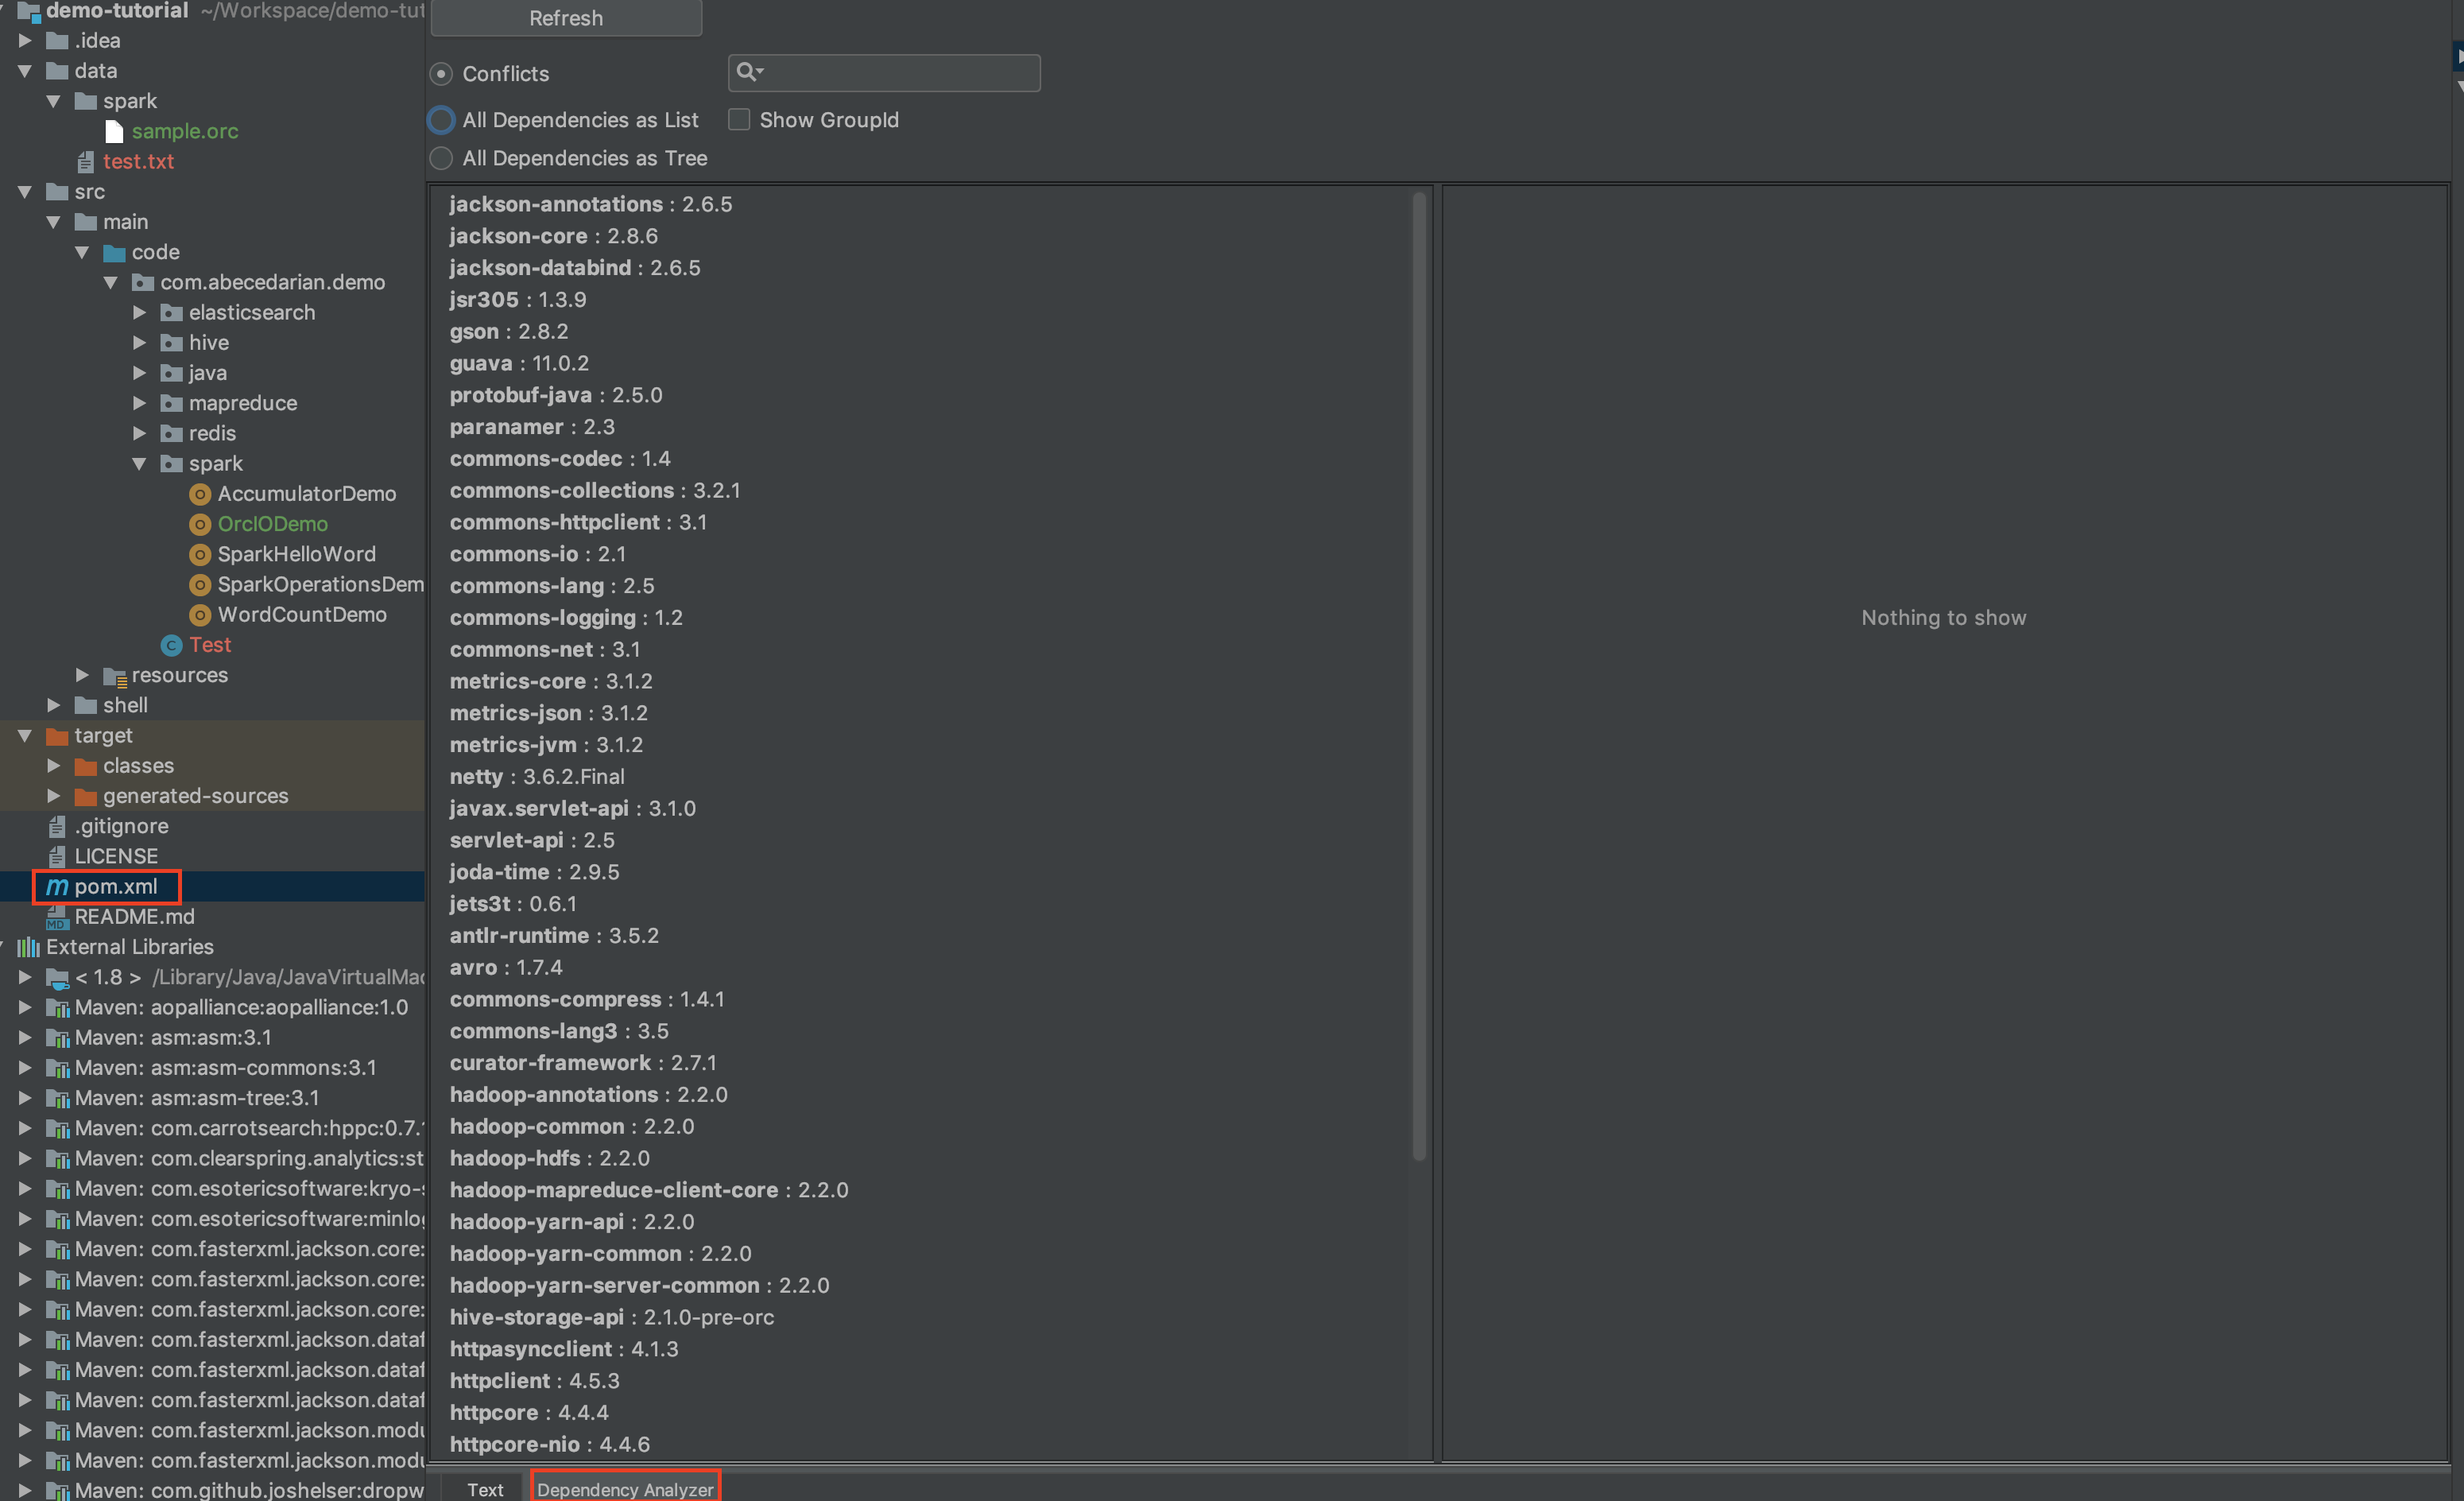 demo-tutorial ~/Workspace/demo-tut
.idea
data
spark
sample.orc
test.txt
src
main
code
com.abecedarian.demo
elasticsearch
hive
java
mapreduce
redis
spark
AccumulatorDemo
OrcIODemo
SparkHelloWord
SparkOperationsDem
WordCountDemo
Test
resources
shell
target
classes
generated-sources
.gitignore
LICENSE
pom.xml
README.md
External Libraries
< 1.8 > /Library/Java/JavaVirtualMac
Maven: aopalliance:aopalliance:1.0
Maven: asm:asm:3.1
Maven: asm:asm-commons:3.1
Maven: asm:asm-tree:3.1
Maven: com.carrotsearch:hppc:0.7.1
Maven: com.clearspring.analytics:st
Maven: com.esotericsoftware:kryo-s
Maven: com.esotericsoftware:minlog
Maven: com.fasterxml.jackson.core:
Maven: com.fasterxml.jackson.core:
Maven: com.fasterxml.jackson.core:
Maven: com.fasterxml.jackson.dataf
Maven: com.fasterxml.jackson.dataf
Maven: com.fasterxml.jackson.dataf
Maven: com.fasterxml.jackson.modu
Maven: com.fasterxml.jackson.modu
Maven: com.github.joshelser:dropw
Refresh
Conflicts
All Dependencies as List
Show GroupId
All Dependencies as Tree
jackson-annotations : 2.6.5
jackson-core : 2.8.6
jackson-databind : 2.6.5
jsr305 : 1.3.9
gson : 2.8.2
guava : 11.0.2
protobuf-java : 2.5.0
paranamer : 2.3
commons-codec : 1.4
commons-collections : 3.2.1
commons-httpclient : 3.1
commons-io : 2.1
commons-lang : 2.5
commons-logging : 1.2
commons-net : 3.1
metrics-core : 3.1.2
metrics-json : 3.1.2
metrics-jvm : 3.1.2
netty : 3.6.2.Final
javax.servlet-api : 3.1.0
servlet-api : 2.5
joda-time : 2.9.5
jets3t : 0.6.1
antlr-runtime : 3.5.2
avro : 1.7.4
commons-compress : 1.4.1
commons-lang3 : 3.5
curator-framework : 2.7.1
hadoop-annotations : 2.2.0
hadoop-common : 2.2.0
hadoop-hdfs : 2.2.0
hadoop-mapreduce-client-core : 2.2.0
hadoop-yarn-api : 2.2.0
hadoop-yarn-common : 2.2.0
hadoop-yarn-server-common : 2.2.0
hive-storage-api : 2.1.0-pre-orc
httpasyncclient : 4.1.3
httpclient : 4.5.3
httpcore : 4.4.4
httpcore-nio : 4.4.6
Nothing to show
Text
Dependency Analyzer